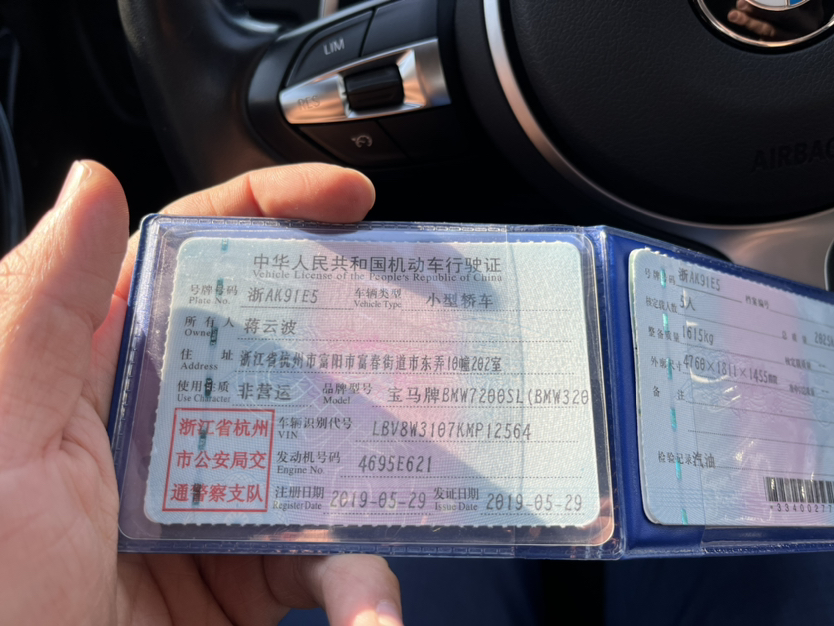 LIM
RES
AIRBAG
中华人民共和国机动车行驶证
Vehicle License of the People's Republic of China
号牌号码 浙AK91E5 车辆类型 小型轿车
Plate No. Vehicle Type
所有人 蒋云波
Owner
住址 浙江省杭州市富阳市富春街道市东弄10幢202室
Address
使用性质 非营运 品牌型号 宝马牌BMW7200SL(BMW320
Use Character Model
浙江省杭州
市公安局交
通警察支队
车辆识别代号 LBV8W3107KMP12564
VIN
发动机号码 4695E621
Engine No.
注册日期 2019-05-29 发证日期 2019-05-29
Register Date Issue Date
号牌号码 浙AK91E5 档案编号
核定载人数 5人
整备质量 1615kg
外廓尺寸 4760×1811×1455mm
备注
检验记录 汽油